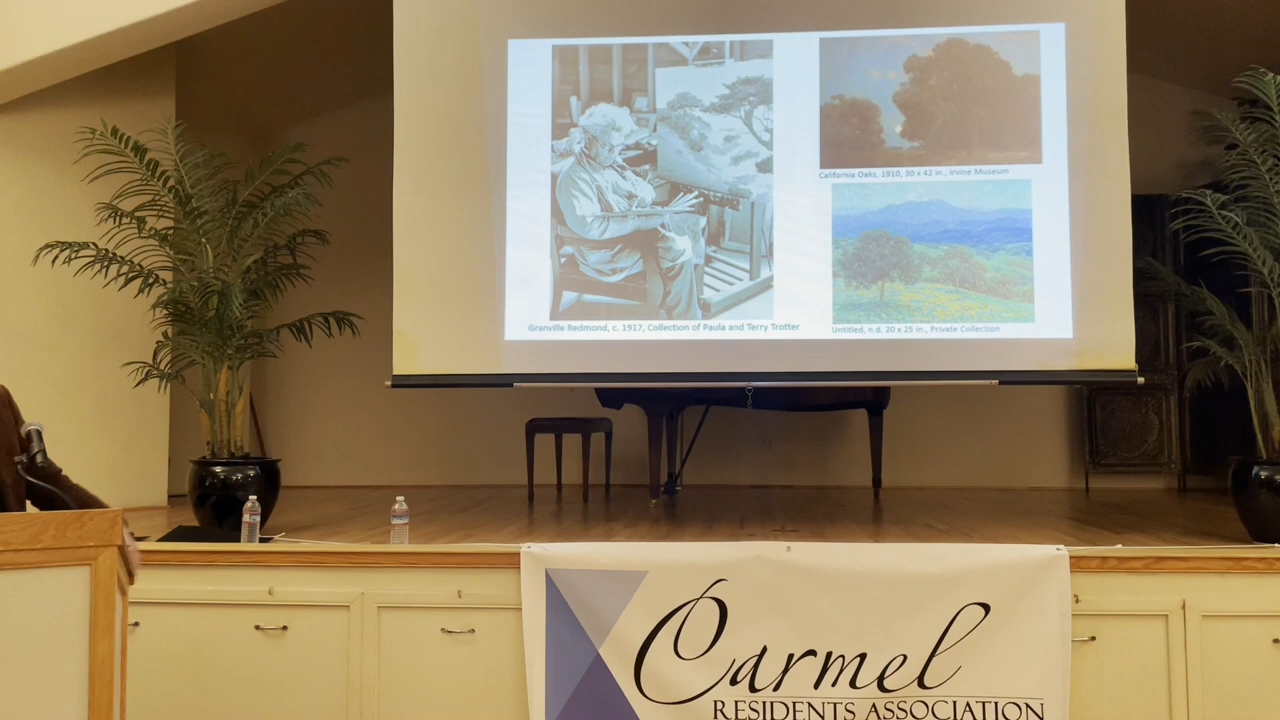 California Oaks, 1910, 50 x 42 in., Irvine Museum
Granville Redmond, c. 1917, Collection of Paula and Terry Trotter
Untitled, n.d. 20 x 25 in., Private Collection
Carmel
RESIDENTS ASSOCIATION